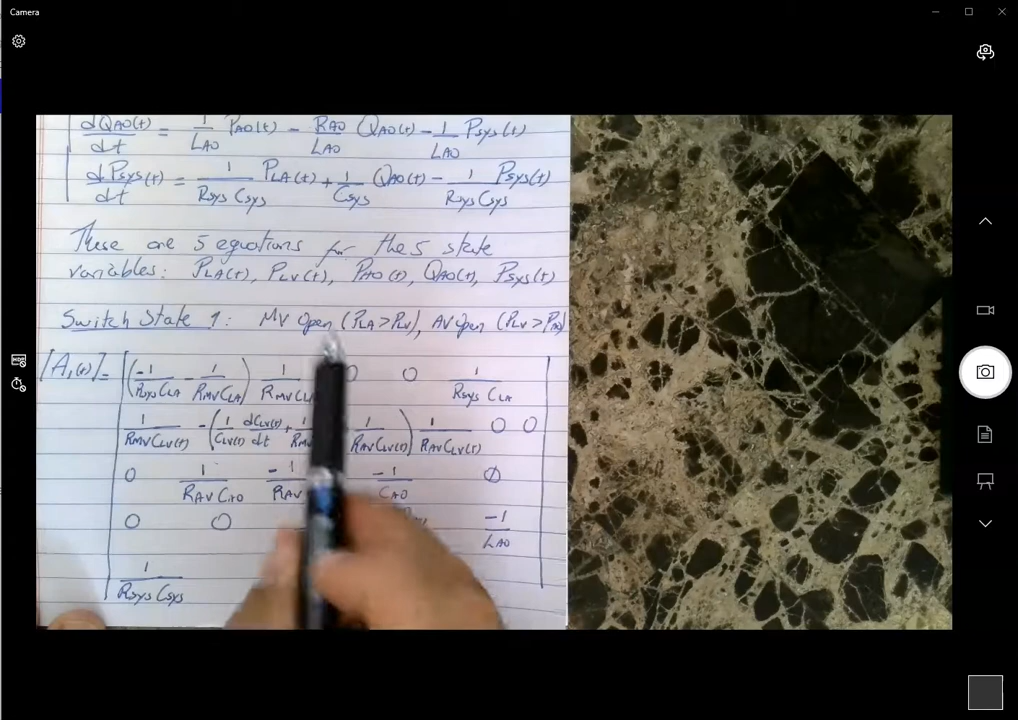 Camera
dQAO(t)/dt = 1/LAO PAO(t) - RAO/LAO QAO(t) - 1/LAO Psys(t)
dPsys(t)/dt = 1/(Rsys Csys) PLA(t) + 1/Csys QAO(t) - 1/(Rsys Csys) Psys(t)
These are 5 equations for the 5 state
variables: PLA(t), PLV(t), PAO(t), QAO(t), Psys(t)
Switch State 1: MV Open (PLA>PLV), AV open (PLV>PAO)
[A1(t)] = (-1/(Rsys CLA) - 1/(RMV CLA)) 1/(RMV CLA) 0 0 1/(Rsys CLA)
1/(RMV CLV(t)) -(1/CLV(t) dCLV(t)/dt + 1/RMV 1/(RAV CLV(t))) 1/(RAV CLV(t)) 0 0
0 1/(RAV CAO) -1/RAV -1/CAO 0
0 0 -1/LAO
1/(Rsys Csys)